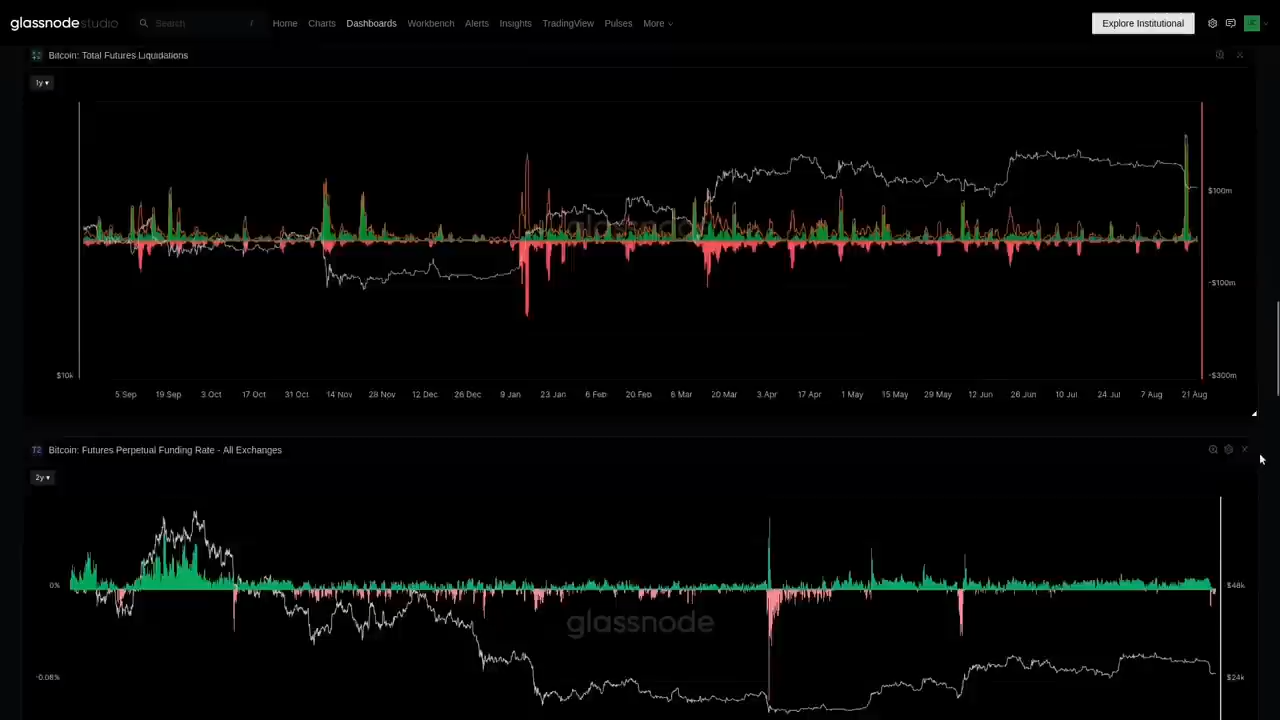 glassnode studio Search / Home Charts Dashboards Workbench Alerts Insights TradingView Pulses More Explore Institutional
Bitcoin: Total Futures Liquidations
1y
glassnode
$100m
-$100m
$10k
-$300m
5 Sep 19 Sep 3 Oct 17 Oct 31 Oct 14 Nov 28 Nov 12 Dec 26 Dec 9 Jan 23 Jan 6 Feb 20 Feb 6 Mar 20 Mar 3 Apr 17 Apr 1 May 15 May 29 May 12 Jun 26 Jun 10 Jul 24 Jul 7 Aug 21 Aug
T2 Bitcoin: Futures Perpetual Funding Rate - All Exchanges
2y
0%
$48k
glassnode
-0.08%
$24k